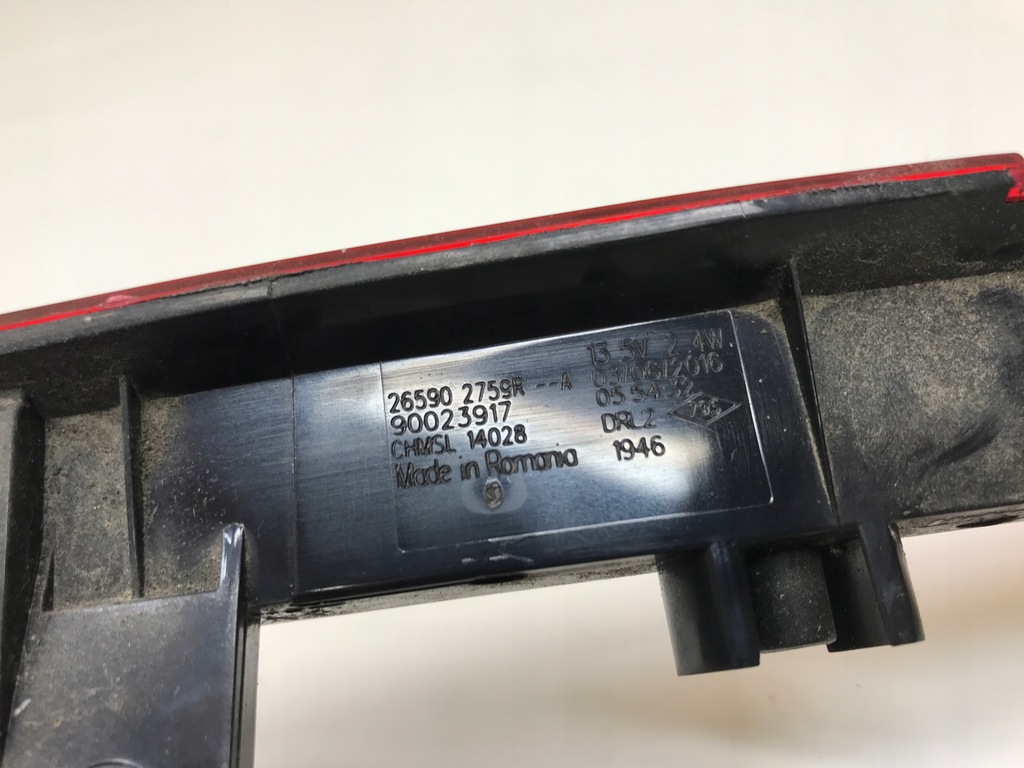 26590 2759R --A
90023917
CHMSL 14028
Made in Romania
13.5V 2.4W
03/06/2016
05:54:32
DRL2
1946